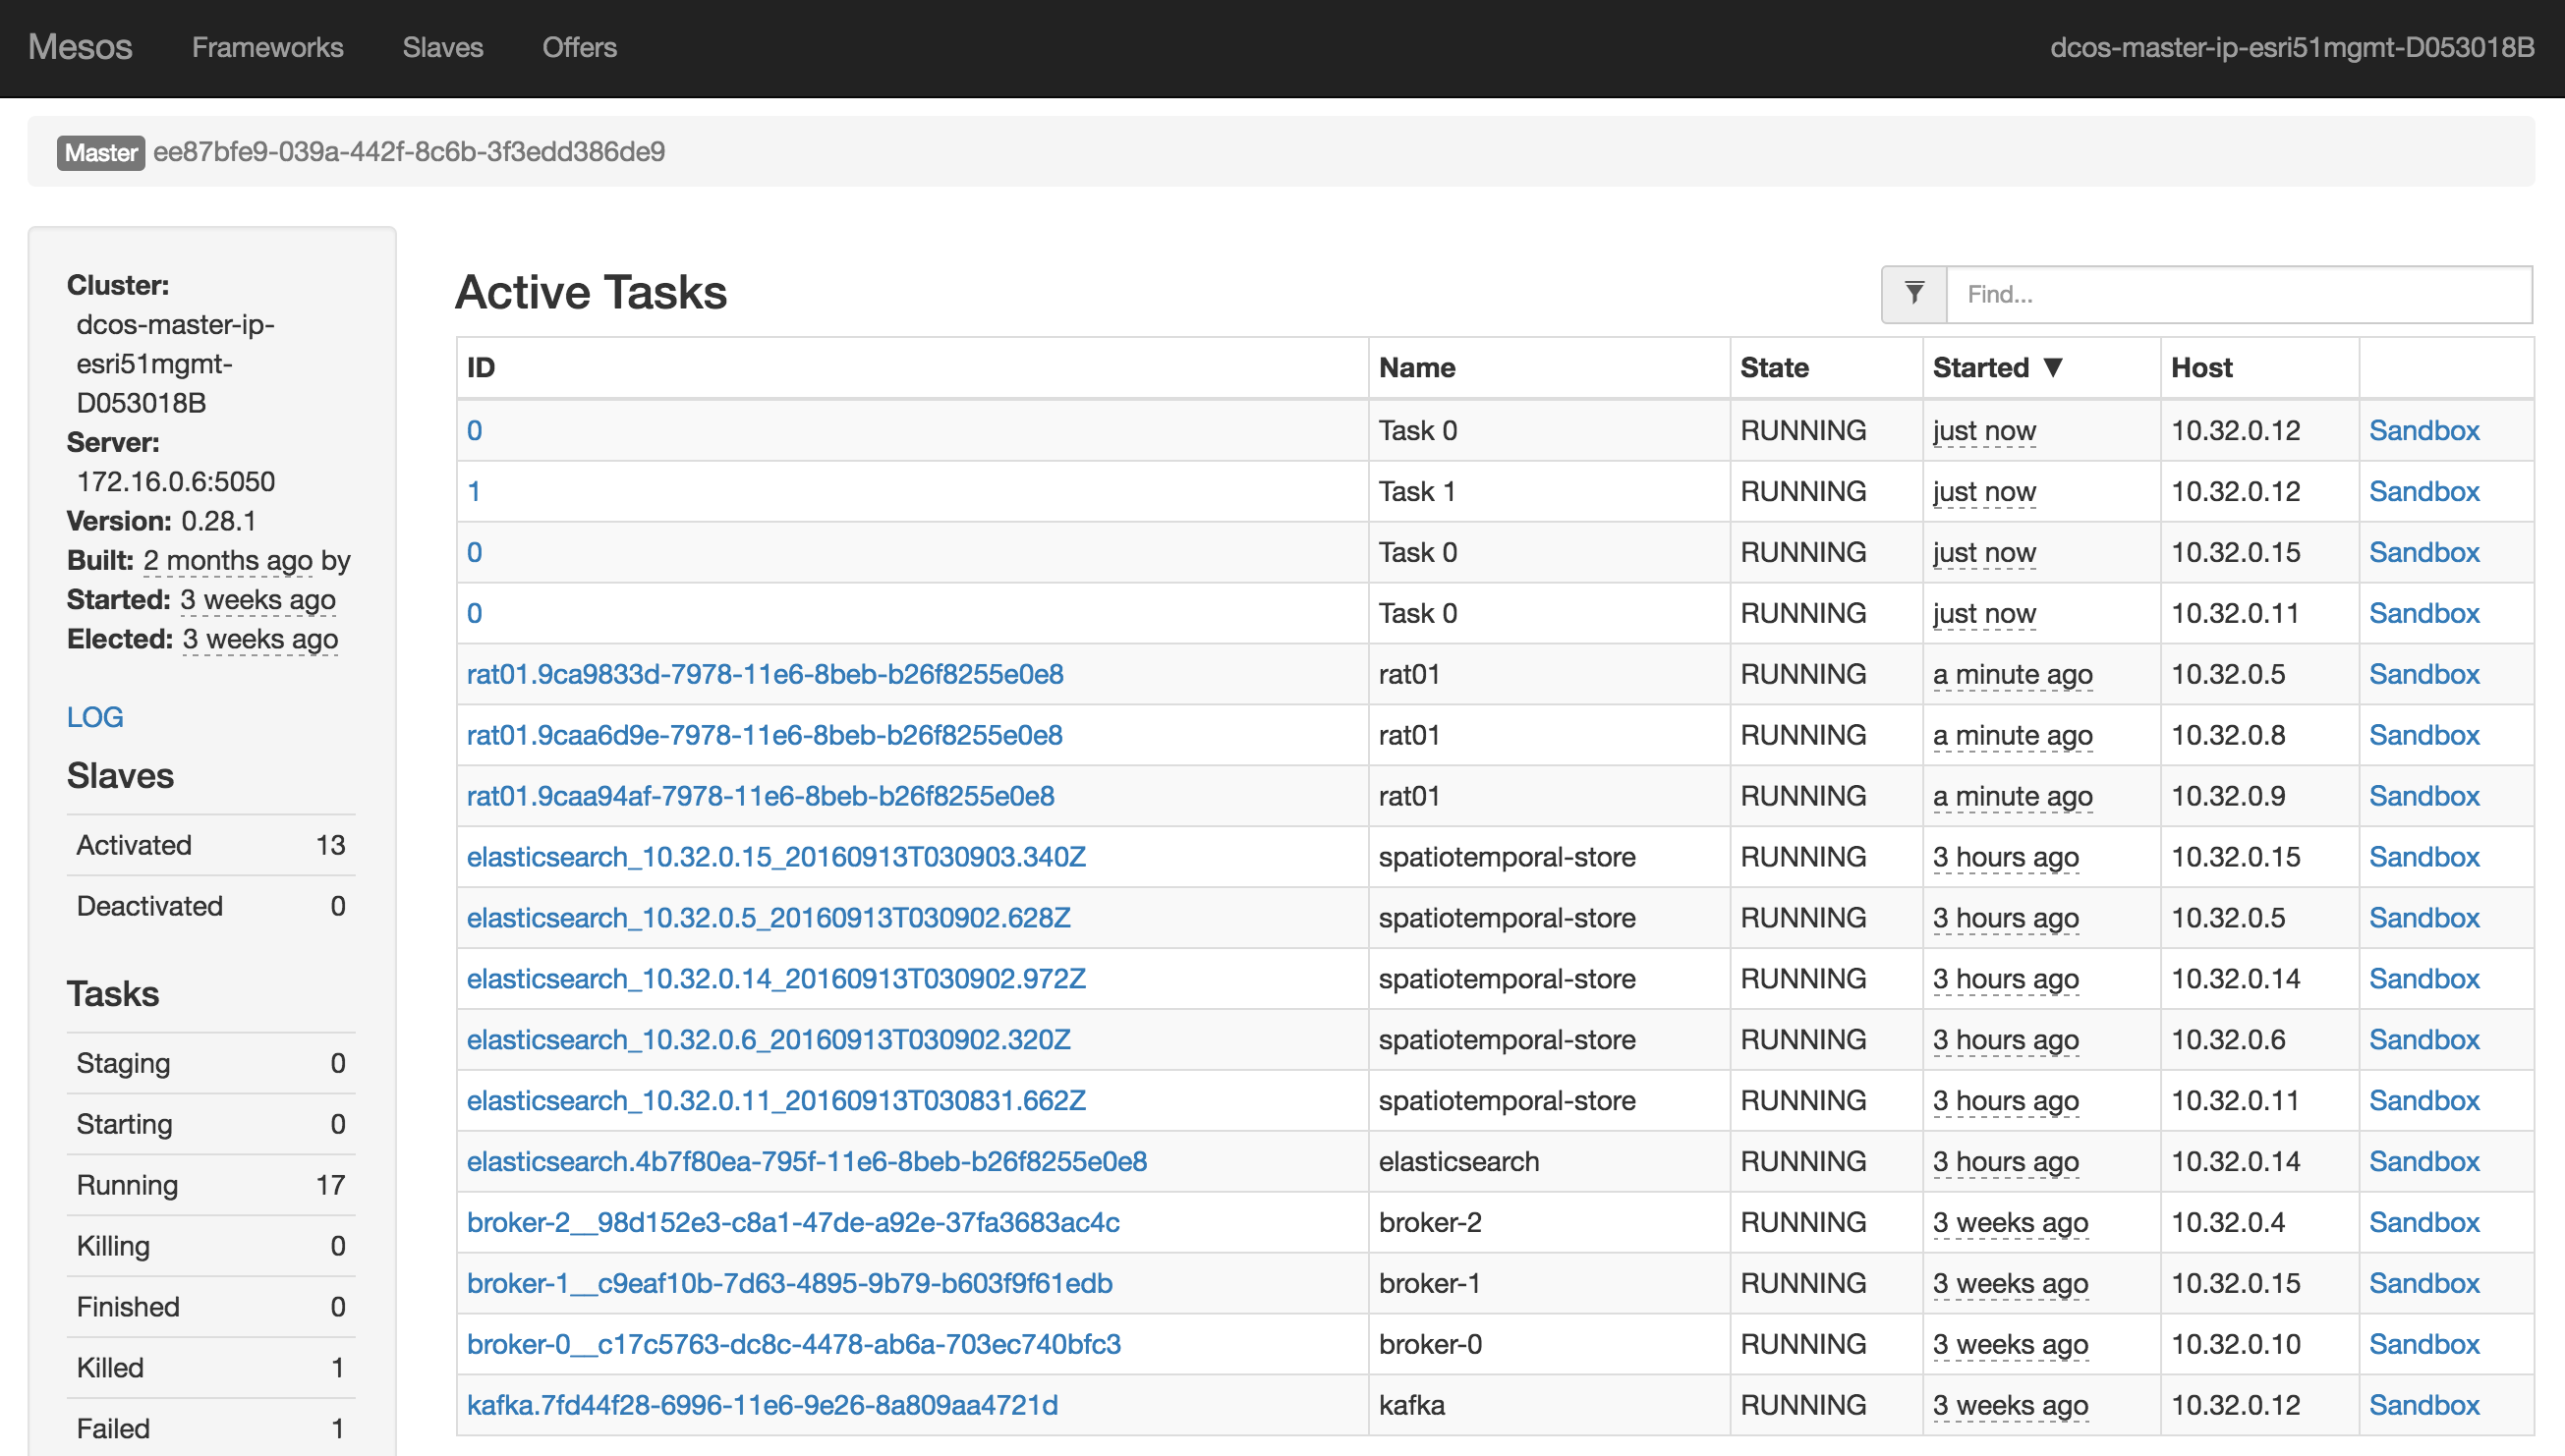 Mesos Frameworks Slaves Offers dcos-master-ip-esri51mgmt-D053018B
Master ee87bfe9-039a-442f-8c6b-3f3edd386de9
Cluster:
dcos-master-ip-
esri51mgmt-
D053018B
Server:
172.16.0.6:5050
Version: 0.28.1
Built: 2 months ago by
Started: 3 weeks ago
Elected: 3 weeks ago
LOG
Slaves
Activated 13
Deactivated 0
Tasks
Staging 0
Starting 0
Running 17
Killing 0
Finished 0
Killed 1
Failed 1
Active Tasks
Find...
ID Name State Started ▼ Host
0 Task 0 RUNNING just now 10.32.0.12 Sandbox
1 Task 1 RUNNING just now 10.32.0.12 Sandbox
0 Task 0 RUNNING just now 10.32.0.15 Sandbox
0 Task 0 RUNNING just now 10.32.0.11 Sandbox
rat01.9ca9833d-7978-11e6-8beb-b26f8255e0e8 rat01 RUNNING a minute ago 10.32.0.5 Sandbox
rat01.9caa6d9e-7978-11e6-8beb-b26f8255e0e8 rat01 RUNNING a minute ago 10.32.0.8 Sandbox
rat01.9caa94af-7978-11e6-8beb-b26f8255e0e8 rat01 RUNNING a minute ago 10.32.0.9 Sandbox
elasticsearch_10.32.0.15_20160913T030903.340Z spatiotemporal-store RUNNING 3 hours ago 10.32.0.15 Sandbox
elasticsearch_10.32.0.5_20160913T030902.628Z spatiotemporal-store RUNNING 3 hours ago 10.32.0.5 Sandbox
elasticsearch_10.32.0.14_20160913T030902.972Z spatiotemporal-store RUNNING 3 hours ago 10.32.0.14 Sandbox
elasticsearch_10.32.0.6_20160913T030902.320Z spatiotemporal-store RUNNING 3 hours ago 10.32.0.6 Sandbox
elasticsearch_10.32.0.11_20160913T030831.662Z spatiotemporal-store RUNNING 3 hours ago 10.32.0.11 Sandbox
elasticsearch.4b7f80ea-795f-11e6-8beb-b26f8255e0e8 elasticsearch RUNNING 3 hours ago 10.32.0.14 Sandbox
broker-2__98d152e3-c8a1-47de-a92e-37fa3683ac4c broker-2 RUNNING 3 weeks ago 10.32.0.4 Sandbox
broker-1__c9eaf10b-7d63-4895-9b79-b603f9f61edb broker-1 RUNNING 3 weeks ago 10.32.0.15 Sandbox
broker-0__c17c5763-dc8c-4478-ab6a-703ec740bfc3 broker-0 RUNNING 3 weeks ago 10.32.0.10 Sandbox
kafka.7fd44f28-6996-11e6-9e26-8a809aa4721d kafka RUNNING 3 weeks ago 10.32.0.12 Sandbox